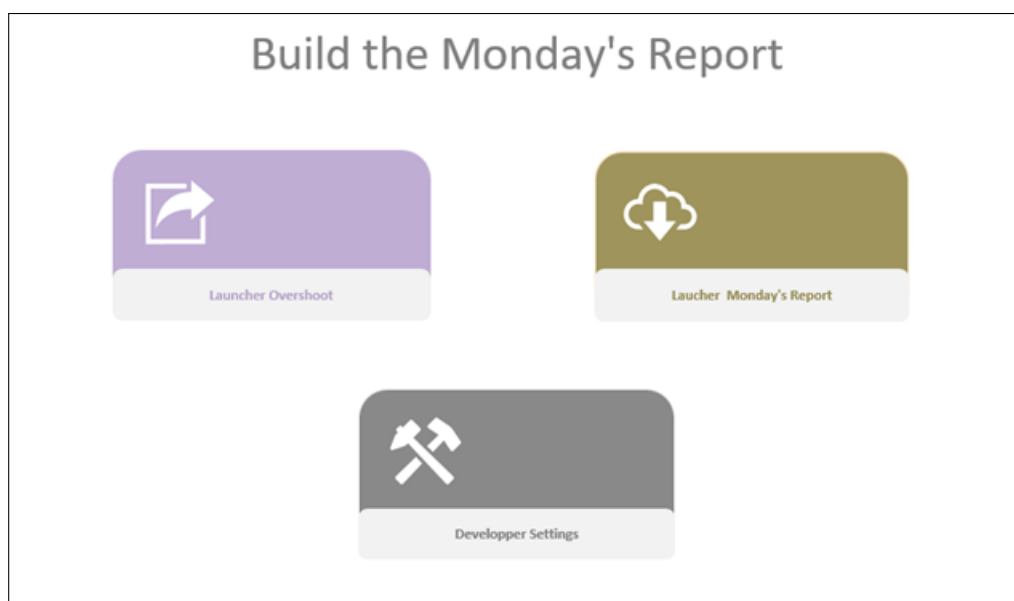 Build the Monday's Report
Launcher Overshoot
Laucher  Monday's Report
Developper Settings